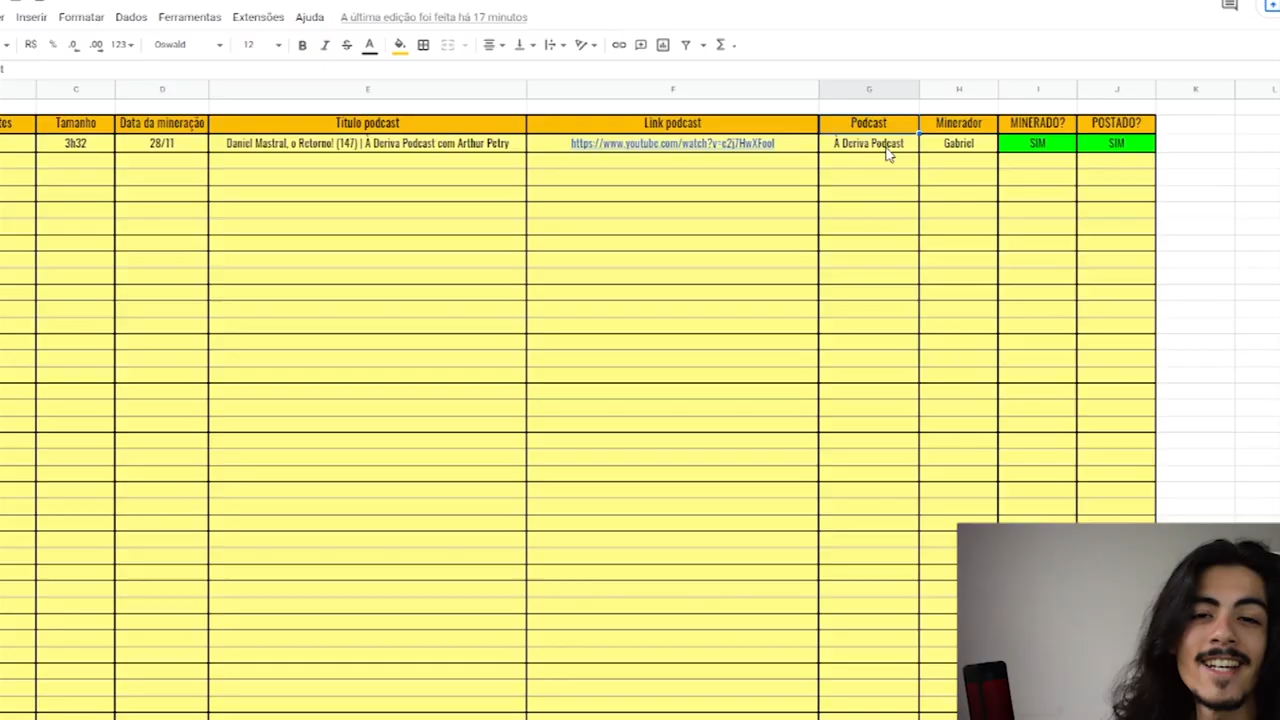 Inserir Formatar Dados Ferramentas Extensões Ajuda A última edição foi feita há 17 minutos
R$ % .0 .00 123 Oswald 12 B I S A Σ
C D E F G H I J K L
Tamanho Data da mineração Título podcast Link podcast Podcast Minerador MINERADO? POSTADO?
3h32 28/11 Daniel Mastral, o Retorno! (147) | À Deriva Podcast com Arthur Petry À Deriva Podcast Gabriel SIM SIM